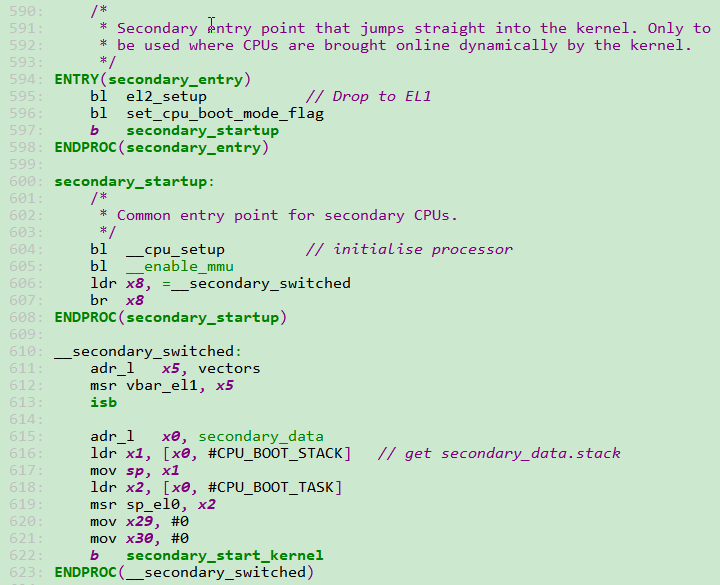 590:     /*
591:      * Secondary entry point that jumps straight into the kernel. Only to
592:      * be used where CPUs are brought online dynamically by the kernel.
593:      */
594: ENTRY(secondary_entry)
595:     bl  el2_setup           // Drop to EL1
596:     bl  set_cpu_boot_mode_flag
597:     b   secondary_startup
598: ENDPROC(secondary_entry)
599:
600: secondary_startup:
601:     /*
602:      * Common entry point for secondary CPUs.
603:      */
604:     bl  __cpu_setup         // initialise processor
605:     bl  __enable_mmu
606:     ldr x8, =__secondary_switched
607:     br  x8
608: ENDPROC(secondary_startup)
609:
610: __secondary_switched:
611:     adr_l   x5, vectors
612:     msr vbar_el1, x5
613:     isb
614:
615:     adr_l   x0, secondary_data
616:     ldr x1, [x0, #CPU_BOOT_STACK]   // get secondary_data.stack
617:     mov sp, x1
618:     ldr x2, [x0, #CPU_BOOT_TASK]
619:     msr sp_el0, x2
620:     mov x29, #0
621:     mov x30, #0
622:     b   secondary_start_kernel
623: ENDPROC(__secondary_switched)